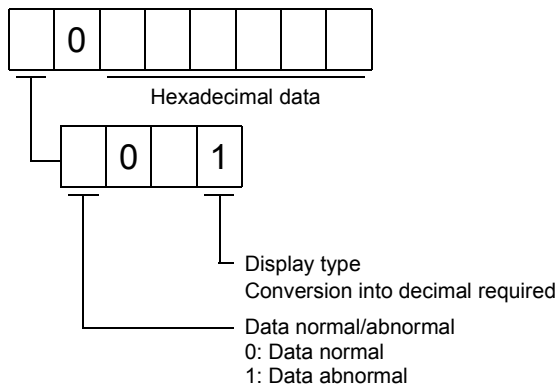 0
Hexadecimal data
0 1
Display type
Conversion into decimal required
Data normal/abnormal
0: Data normal
1: Data abnormal